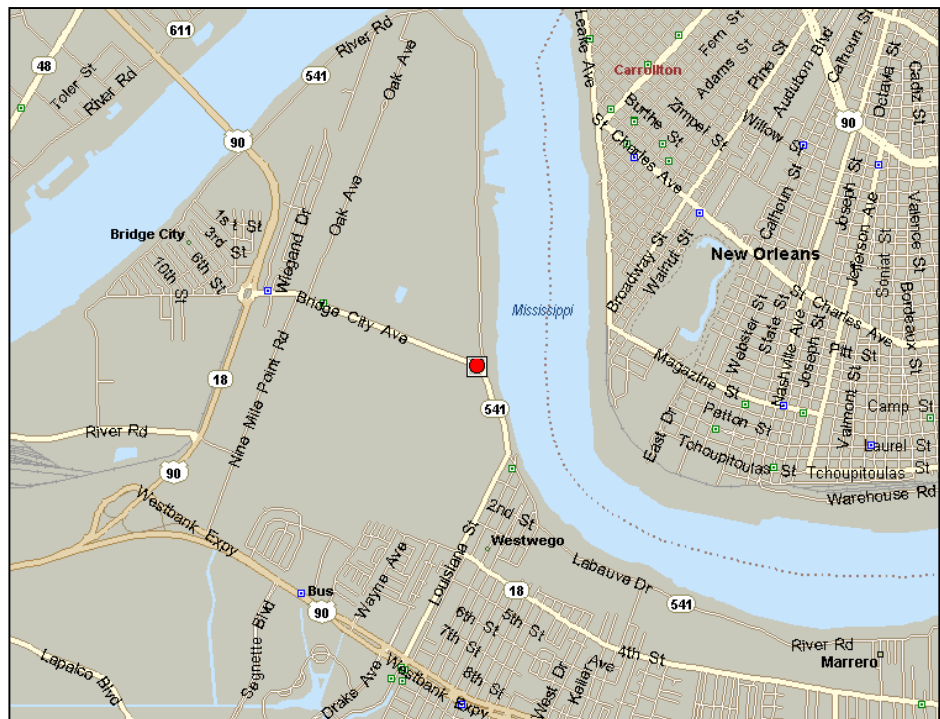 611
River Rd
Oak Ave
48
541
Toler St
River Rd
90
Leake Ave
Carrollton
Fern St
Adams St
Pine St
Audubon Blvd
Calhoun St
Octavia St
Cadiz St
Burthe St
Zimpel St
Willow St
90
St Charles Ave
Oak Ave
Wiegand Dr
1st St
3rd St
6th St
10th St
Bridge City
Bridge City Ave
Mississippi
Broadway St
Walnut St
Calhoun St
New Orleans
Joseph St
Jefferson Ave
Soniat St
Valence St
Bordeaux St
St Charles Ave
Webster St
State St
Nashville Ave
Joseph St
Pitt St
Magazine St
Valmont St
Camp St
Patton St
Laurel St
East Dr
Tchoupitoulas St
Tchoupitoulas St
Warehouse Rd
18
Nine Mile Point Rd
541
River Rd
90
Westbank Expy
2nd St
Westwego
Louisiana St
Labauve Dr
18
541
Bus
90
Wayne Ave
Segnette Blvd
6th St
5th St
7th St
8th St
4th St
River Rd
Marrero
Lapalco Blvd
Drake Ave
Westbank Expy
West Dr
Keller Ave